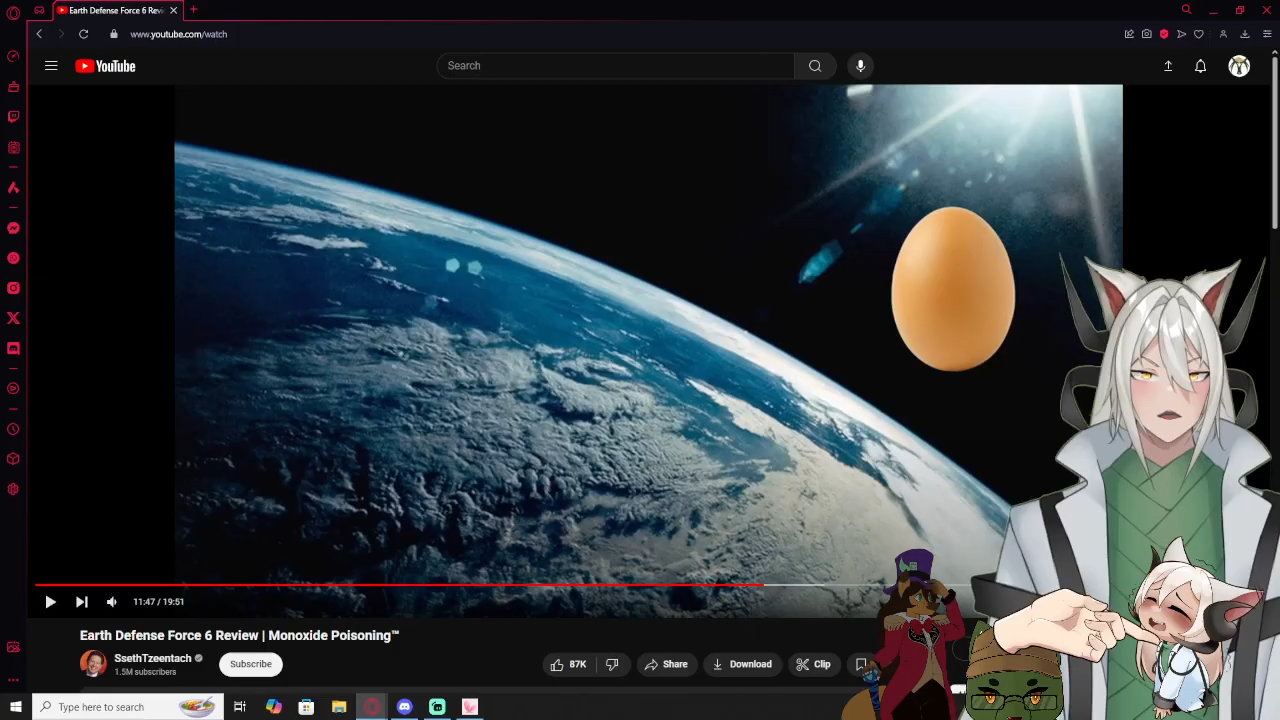 Earth Defense Force 6 Revi
www.youtube.com/watch
YouTube
Search
11:47 / 19:51
Earth Defense Force 6 Review | Monoxide Poisoning™
SsethTzeentach
1.5M subscribers
Subscribe
87K
Share
Download
Clip
Type here to search